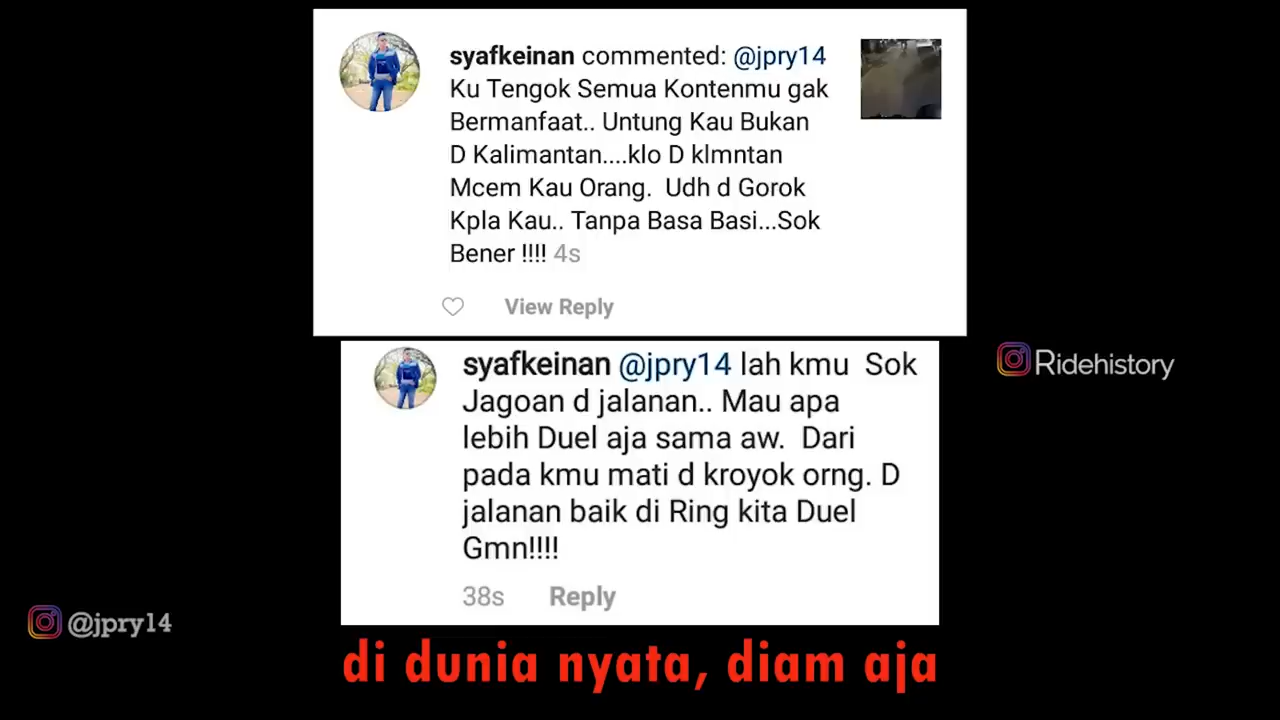 syafkeinan commented: @jpry14
Ku Tengok Semua Kontenmu gak
Bermanfaat.. Untung Kau Bukan
D Kalimantan....klo D klmntan
Mcem Kau Orang. Udh d Gorok
Kpla Kau.. Tanpa Basa Basi...Sok
Bener !!!! 4s
View Reply
syafkeinan @jpry14 lah kmu Sok
Jagoan d jalanan.. Mau apa
lebih Duel aja sama aw. Dari
pada kmu mati d kroyok orng. D
jalanan baik di Ring kita Duel
Gmn!!!!
38s Reply
Ridehistory
@jpry14
di dunia nyata, diam aja